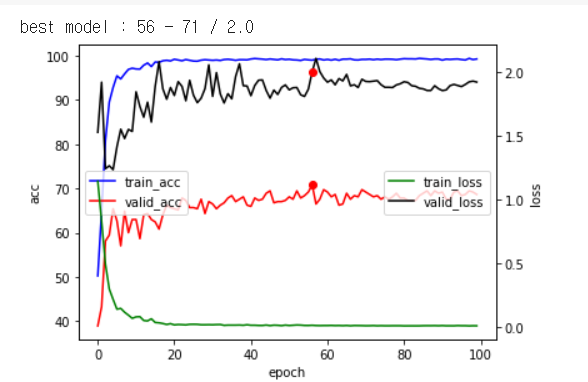 best model : 56 - 71 / 2.0
100
90
80
70
60
50
40
acc
train_acc
valid_acc
train_loss
valid_loss
2.0
1.5
1.0
0.5
0.0
loss
0
20
40
60
80
100
epoch